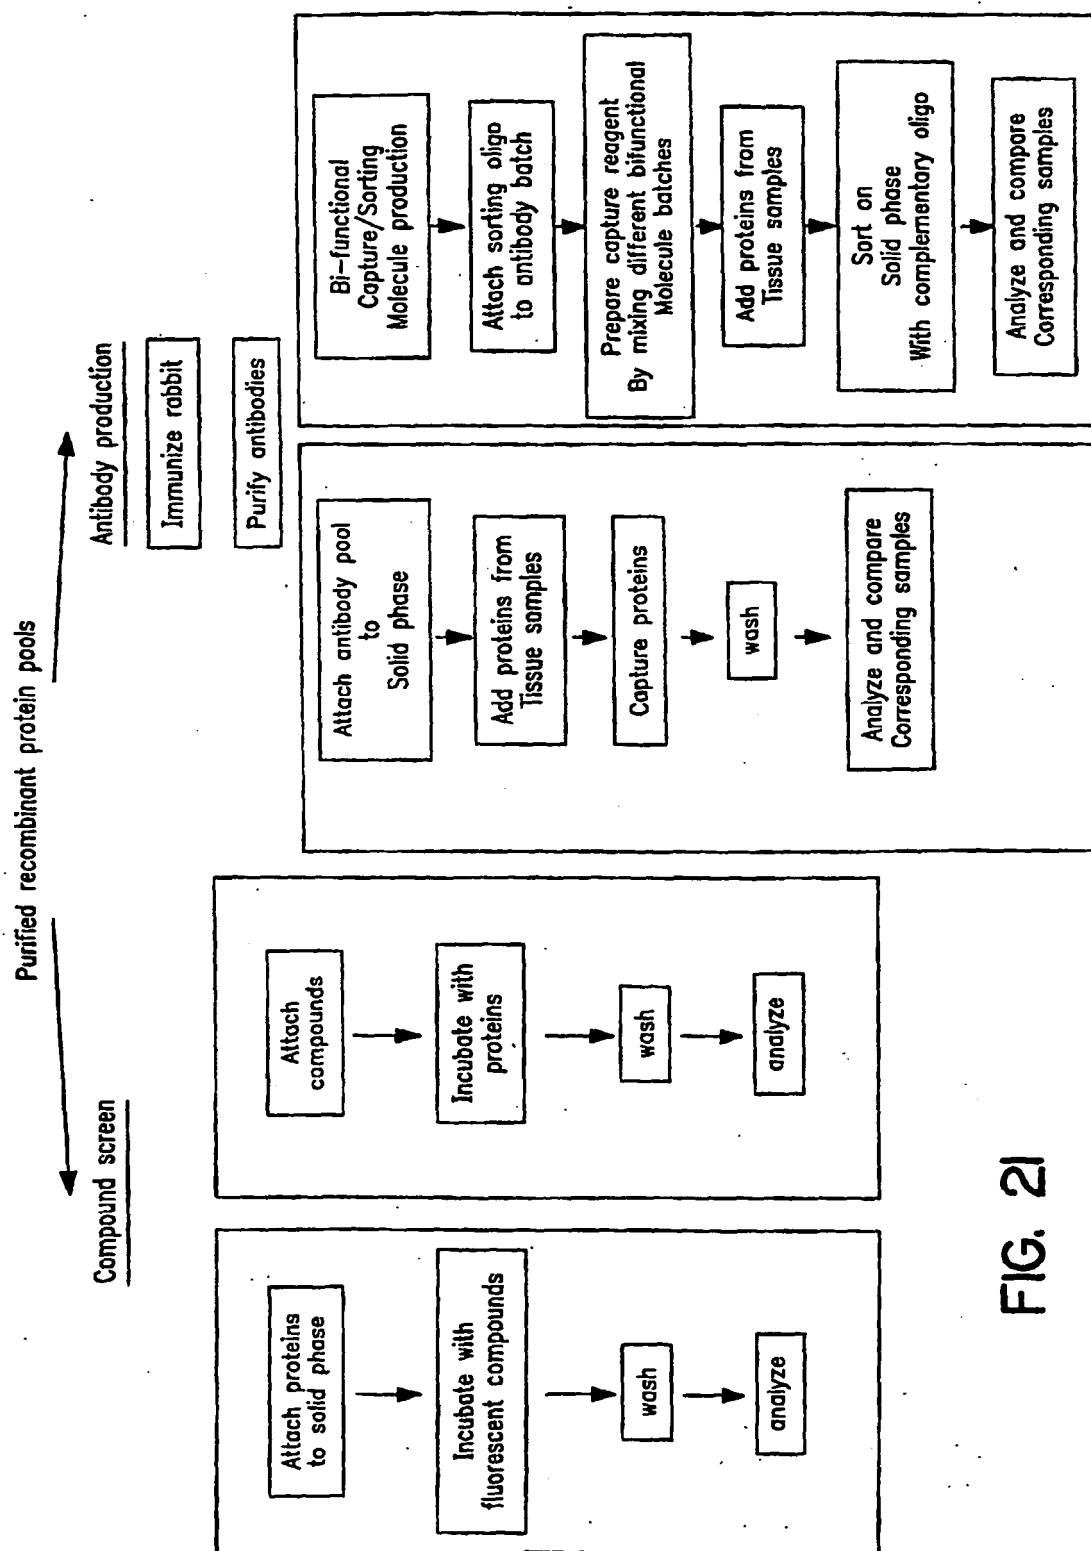 Purified recombinant protein pools
Compound screen
Attach proteins
to solid phase
Incubate with
fluorescent compounds
wash
analyze
Attach
compounds
Incubate with
proteins
wash
analyze
Antibody production
Immunize rabbit
Purify antibodies
Attach antibody pool
to
Solid phase
Add proteins from
Tissue samples
Capture proteins
wash
Analyze and compare
Corresponding samples
Bi-functional
Capture/Sorting
Molecule production
Attach sorting oligo
to antibody batch
Prepare capture reagent
By mixing different bifunctional
Molecule batches
Add proteins from
Tissue samples
Sort on
Solid phase
With complementary oligo
Analyze and compare
Corresponding samples
FIG. 21